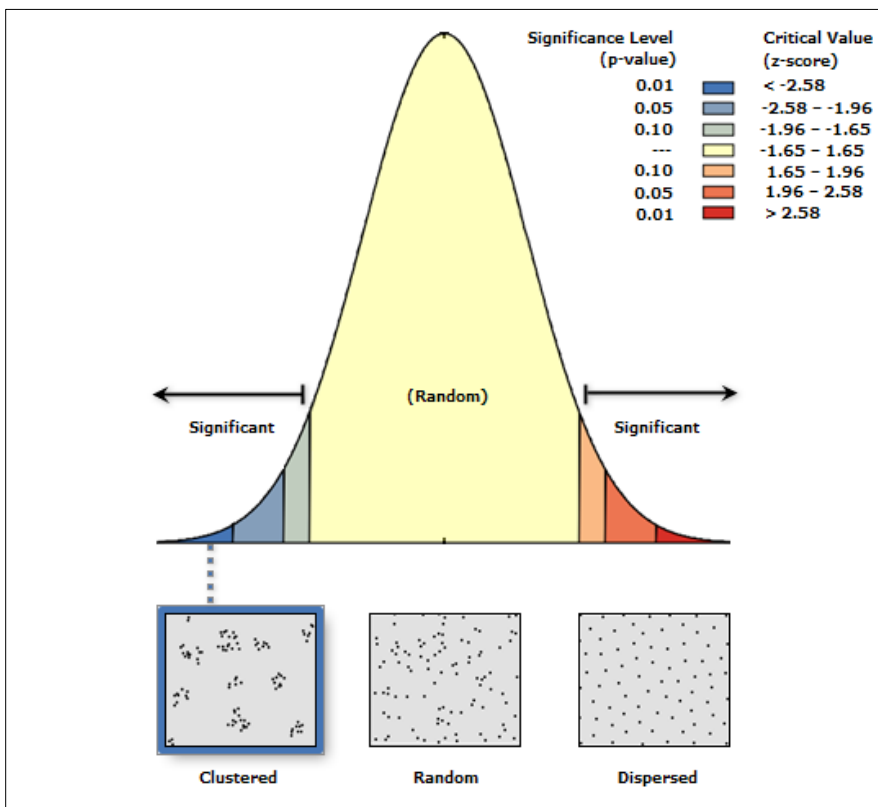 Significance Level Critical Value
(p-value) (z-score)
0.01 < -2.58
0.05 -2.58 – -1.96
0.10 -1.96 – -1.65
--- -1.65 – 1.65
0.10 1.65 – 1.96
0.05 1.96 – 2.58
0.01 > 2.58
(Random)
Significant Significant
Clustered Random Dispersed